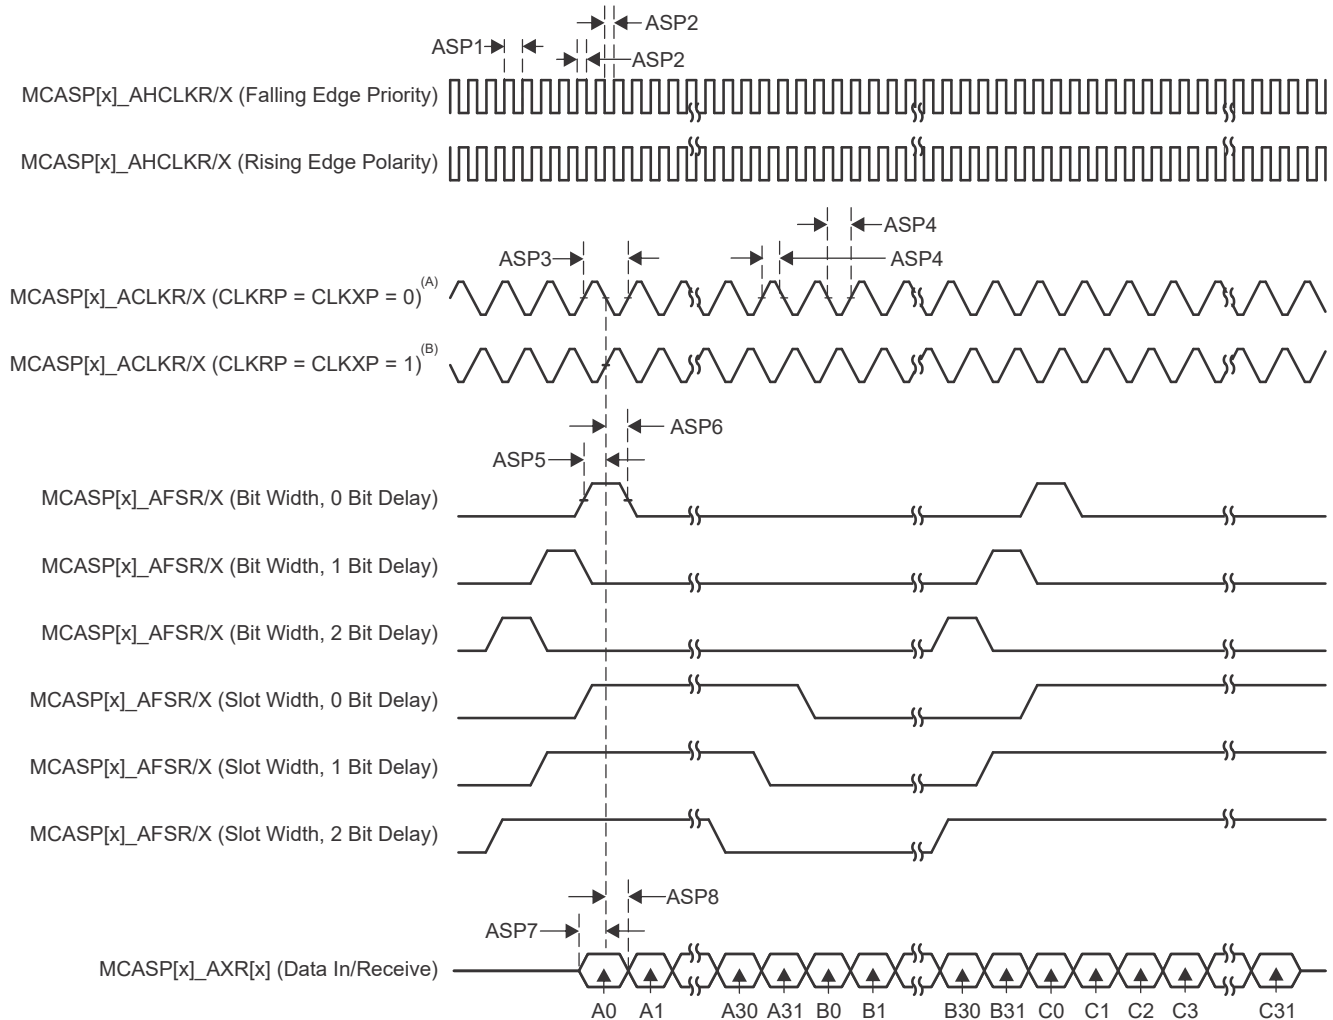 ASP2
ASP1
ASP2
MCASP[x]_AHCLKR/X (Falling Edge Priority)
MCASP[x]_AHCLKR/X (Rising Edge Polarity)
ASP4
ASP3
ASP4
MCASP[x]_ACLKR/X (CLKRP = CLKXP = 0)(A)
MCASP[x]_ACLKR/X (CLKRP = CLKXP = 1)(B)
ASP6
ASP5
MCASP[x]_AFSR/X (Bit Width, 0 Bit Delay)
MCASP[x]_AFSR/X (Bit Width, 1 Bit Delay)
MCASP[x]_AFSR/X (Bit Width, 2 Bit Delay)
MCASP[x]_AFSR/X (Slot Width, 0 Bit Delay)
MCASP[x]_AFSR/X (Slot Width, 1 Bit Delay)
MCASP[x]_AFSR/X (Slot Width, 2 Bit Delay)
ASP8
ASP7
MCASP[x]_AXR[x] (Data In/Receive)
A0 A1 A30 A31 B0 B1 B30 B31 C0 C1 C2 C3 C31